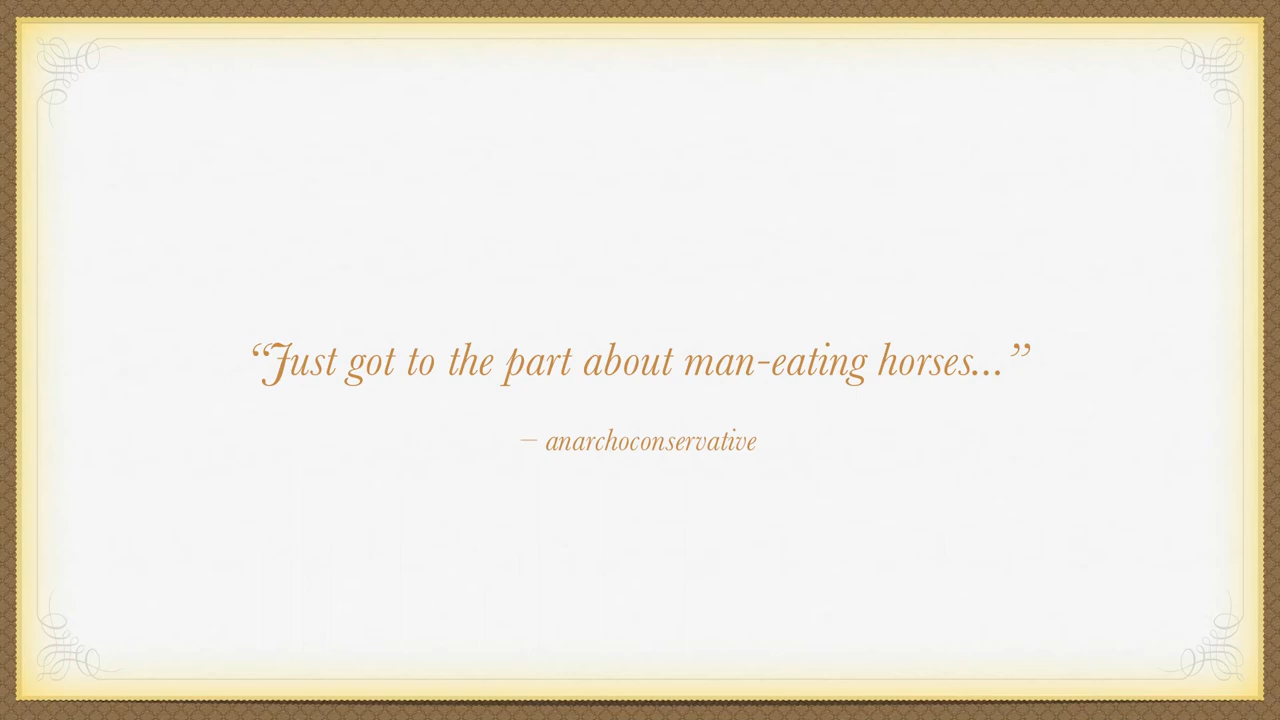 “Just got to the part about man-eating horses...”
– anarchoconservative